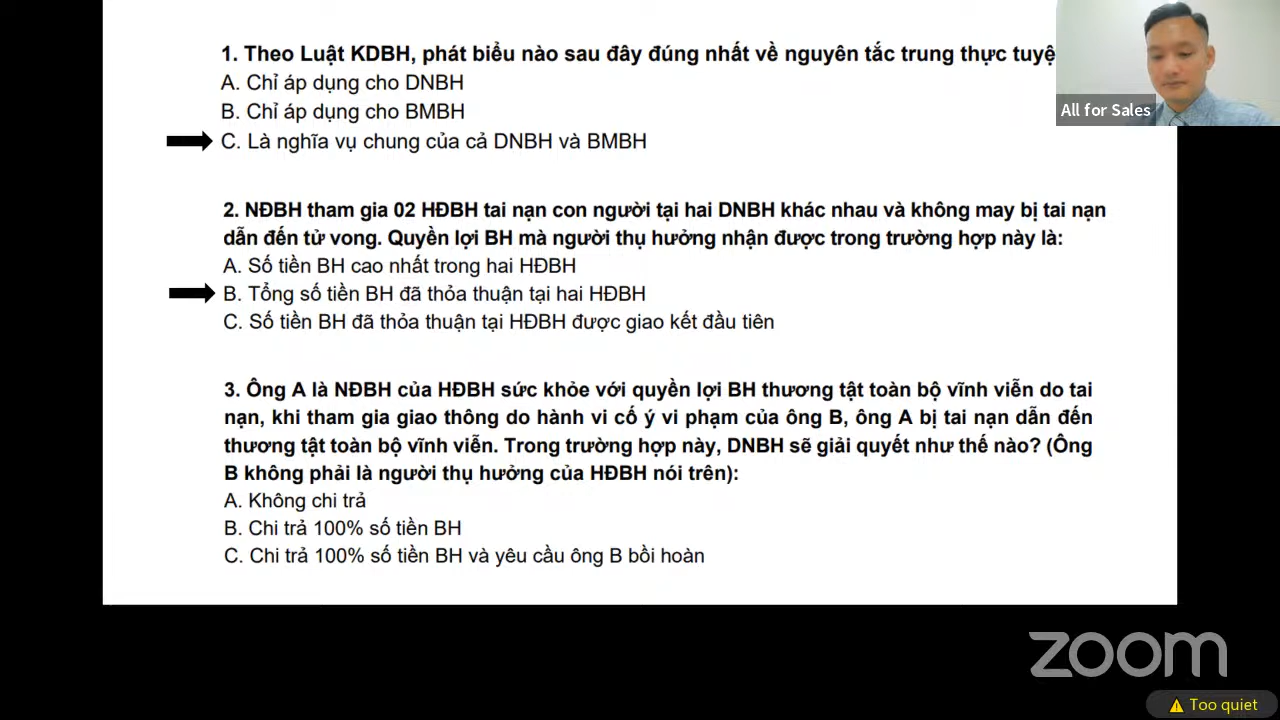 1. Theo Luật KDBH, phát biểu nào sau đây đúng nhất về nguyên tắc trung thực tuyệ
A. Chỉ áp dụng cho DNBH
B. Chỉ áp dụng cho BMBH
C. Là nghĩa vụ chung của cả DNBH và BMBH
All for Sales
2. NĐBH tham gia 02 HĐBH tai nạn con người tại hai DNBH khác nhau và không may bị tai nạn
dẫn đến tử vong. Quyền lợi BH mà người thụ hưởng nhận được trong trường hợp này là:
A. Số tiền BH cao nhất trong hai HĐBH
B. Tổng số tiền BH đã thỏa thuận tại hai HĐBH
C. Số tiền BH đã thỏa thuận tại HĐBH được giao kết đầu tiên
3. Ông A là NĐBH của HĐBH sức khỏe với quyền lợi BH thương tật toàn bộ vĩnh viễn do tai
nạn, khi tham gia giao thông do hành vi cố ý vi phạm của ông B, ông A bị tai nạn dẫn đến
thương tật toàn bộ vĩnh viễn. Trong trường hợp này, DNBH sẽ giải quyết như thế nào? (Ông
B không phải là người thụ hưởng của HĐBH nói trên):
A. Không chi trả
B. Chi trả 100% số tiền BH
C. Chi trả 100% số tiền BH và yêu cầu ông B bồi hoàn
zoom
Too quiet